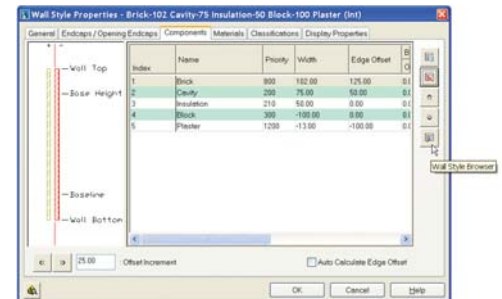 Wall Style Properties - Brick-102 Cavity-75 Insulation-50 Block-100 Plaster (Int)
General Endcaps / Opening Endcaps Components Materials Classifications Display Properties
Wall Top
Base Height
Baseline
Wall Bottom
Index Name Priority Width Edge Offset
1 Brick 800 102.00 125.00
2 Cavity 200 75.00 50.00
3 Insulation 210 50.00 0.00
4 Block 300 -100.00 0.00
5 Plaster 1200 -13.00 -100.00
Wall Style Browser
25.00 Offset Increment
Auto Calculate Edge Offset
OK Cancel Help